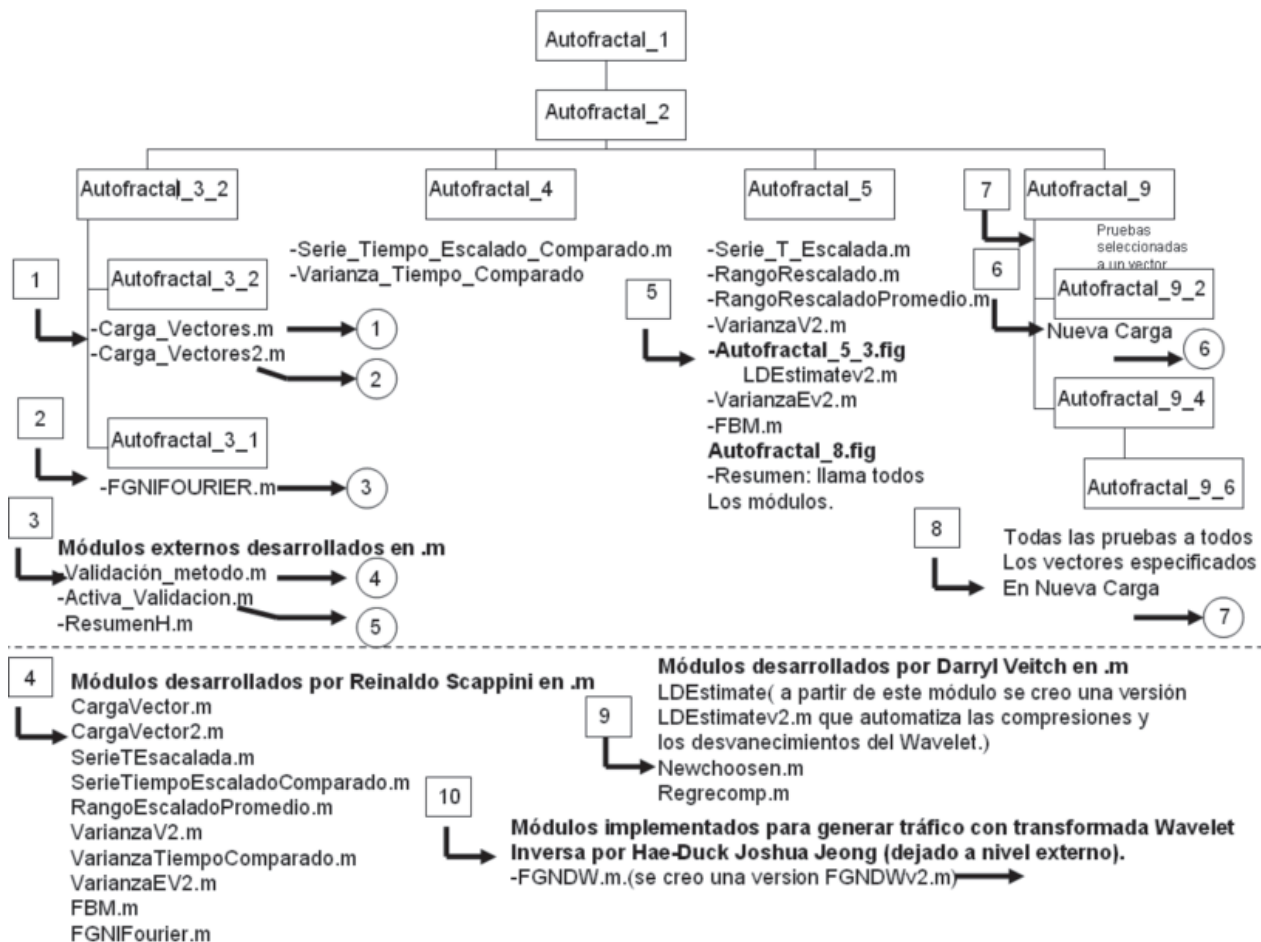 Autofractal_1
Autofractal_2
Autofractal_3_2
Autofractal_4
Autofractal_5
7
Autofractal_9
Pruebas
seleccionadas
a un vector
1
Autofractal_3_2
-Carga_Vectores.m
1
-Carga_Vectores2.m
2
2
Autofractal_3_1
-FGNIFOURIER.m
3
3
Módulos externos desarrollados en .m
-Validación_metodo.m
4
-Activa_Validacion.m
5
-ResumenH.m
-Serie_Tiempo_Escalado_Comparado.m
-Varianza_Tiempo_Comparado
5
-Serie_T_Escalada.m
-RangoRescalado.m
-RangoRescaladoPromedio.m
-VarianzaV2.m
-Autofractal_5_3.fig
LDEstimatev2.m
-VarianzaEv2.m
-FBM.m
Autofractal_8.fig
-Resumen: llama todos
Los módulos.
6
Autofractal_9_2
Nueva Carga
6
Autofractal_9_4
Autofractal_9_6
8
Todas las pruebas a todos
Los vectores especificados
En Nueva Carga
7
4
Módulos desarrollados por Reinaldo Scappini en .m
CargaVector.m
CargaVector2.m
SerieTEsacalada.m
SerieTiempoEscaladoComparado.m
RangoEscaladoPromedio.m
VarianzaV2.m
VarianzaTiempoComparado.m
VarianzaEV2.m
FBM.m
FGNIFourier.m
9
Módulos desarrollados por Darryl Veitch en .m
LDEstimate( a partir de este módulo se creo una versión
LDEstimatev2.m que automatiza las compresiones y
los desvanecimientos del Wavelet.)
Newchoosen.m
Regrecomp.m
10
Módulos implementados para generar tráfico con transformada Wavelet
Inversa por Hae-Duck Joshua Jeong (dejado a nivel externo).
-FGNDW.m.(se creo una version FGNDWv2.m)